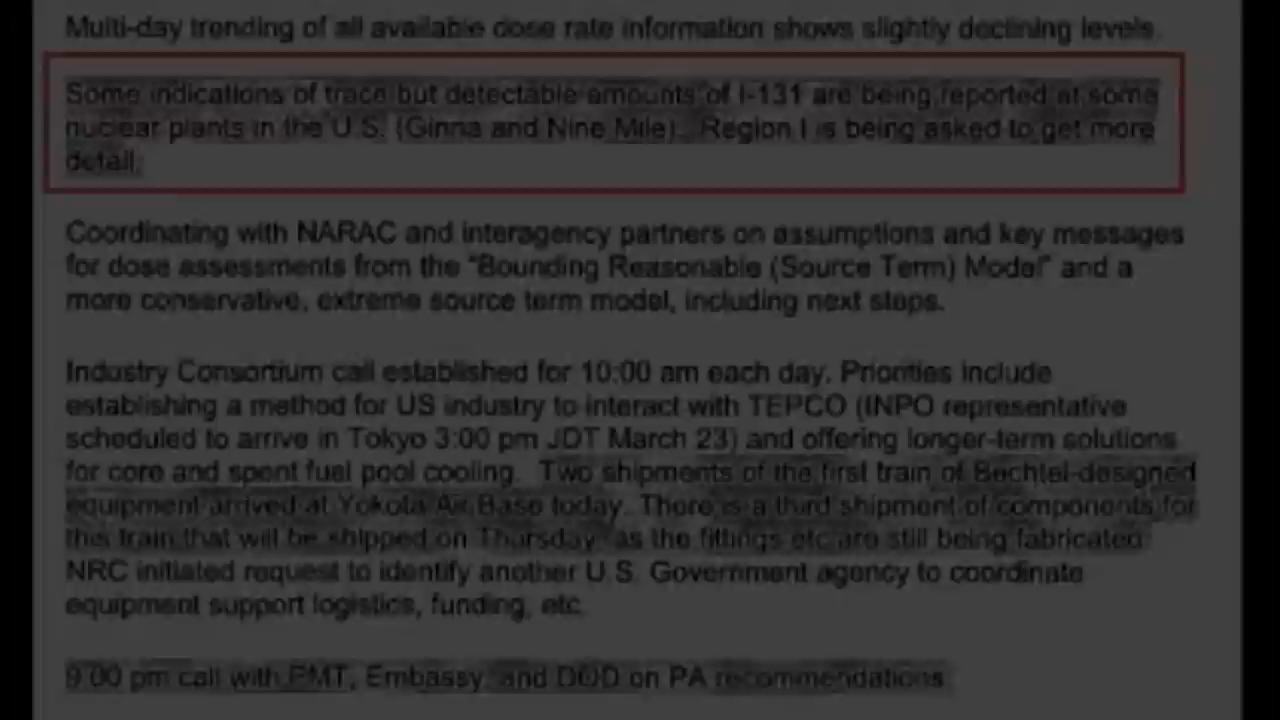 Multi-day trending of all available dose rate information shows slightly declining levels.
Some indications of trace but detectable amounts of I-131 are being reported at some
nuclear plants in the U.S. (Ginna and Nine Mile). Region I is being asked to get more
detail.
Coordinating with NARAC and interagency partners on assumptions and key messages
for dose assessments from the "Bounding Reasonable (Source Term) Model" and a
more conservative, extreme source term model, including next steps.
Industry Consortium call established for 10:00 am each day. Priorities include
establishing a method for US industry to interact with TEPCO (INPO representative
scheduled to arrive in Tokyo 3:00 pm JDT March 23) and offering longer-term solutions
for core and spent fuel pool cooling. Two shipments of the first train of Bechtel-designed
equipment arrived at Yokota Air Base today. There is a third shipment of components for
this train that will be shipped on Thursday, as the fittings etc are still being fabricated.
NRC initiated request to identify another U.S. Government agency to coordinate
equipment support logistics, funding, etc.
9:00 pm call with PMT, Embassy, and DOD on PA recommendations